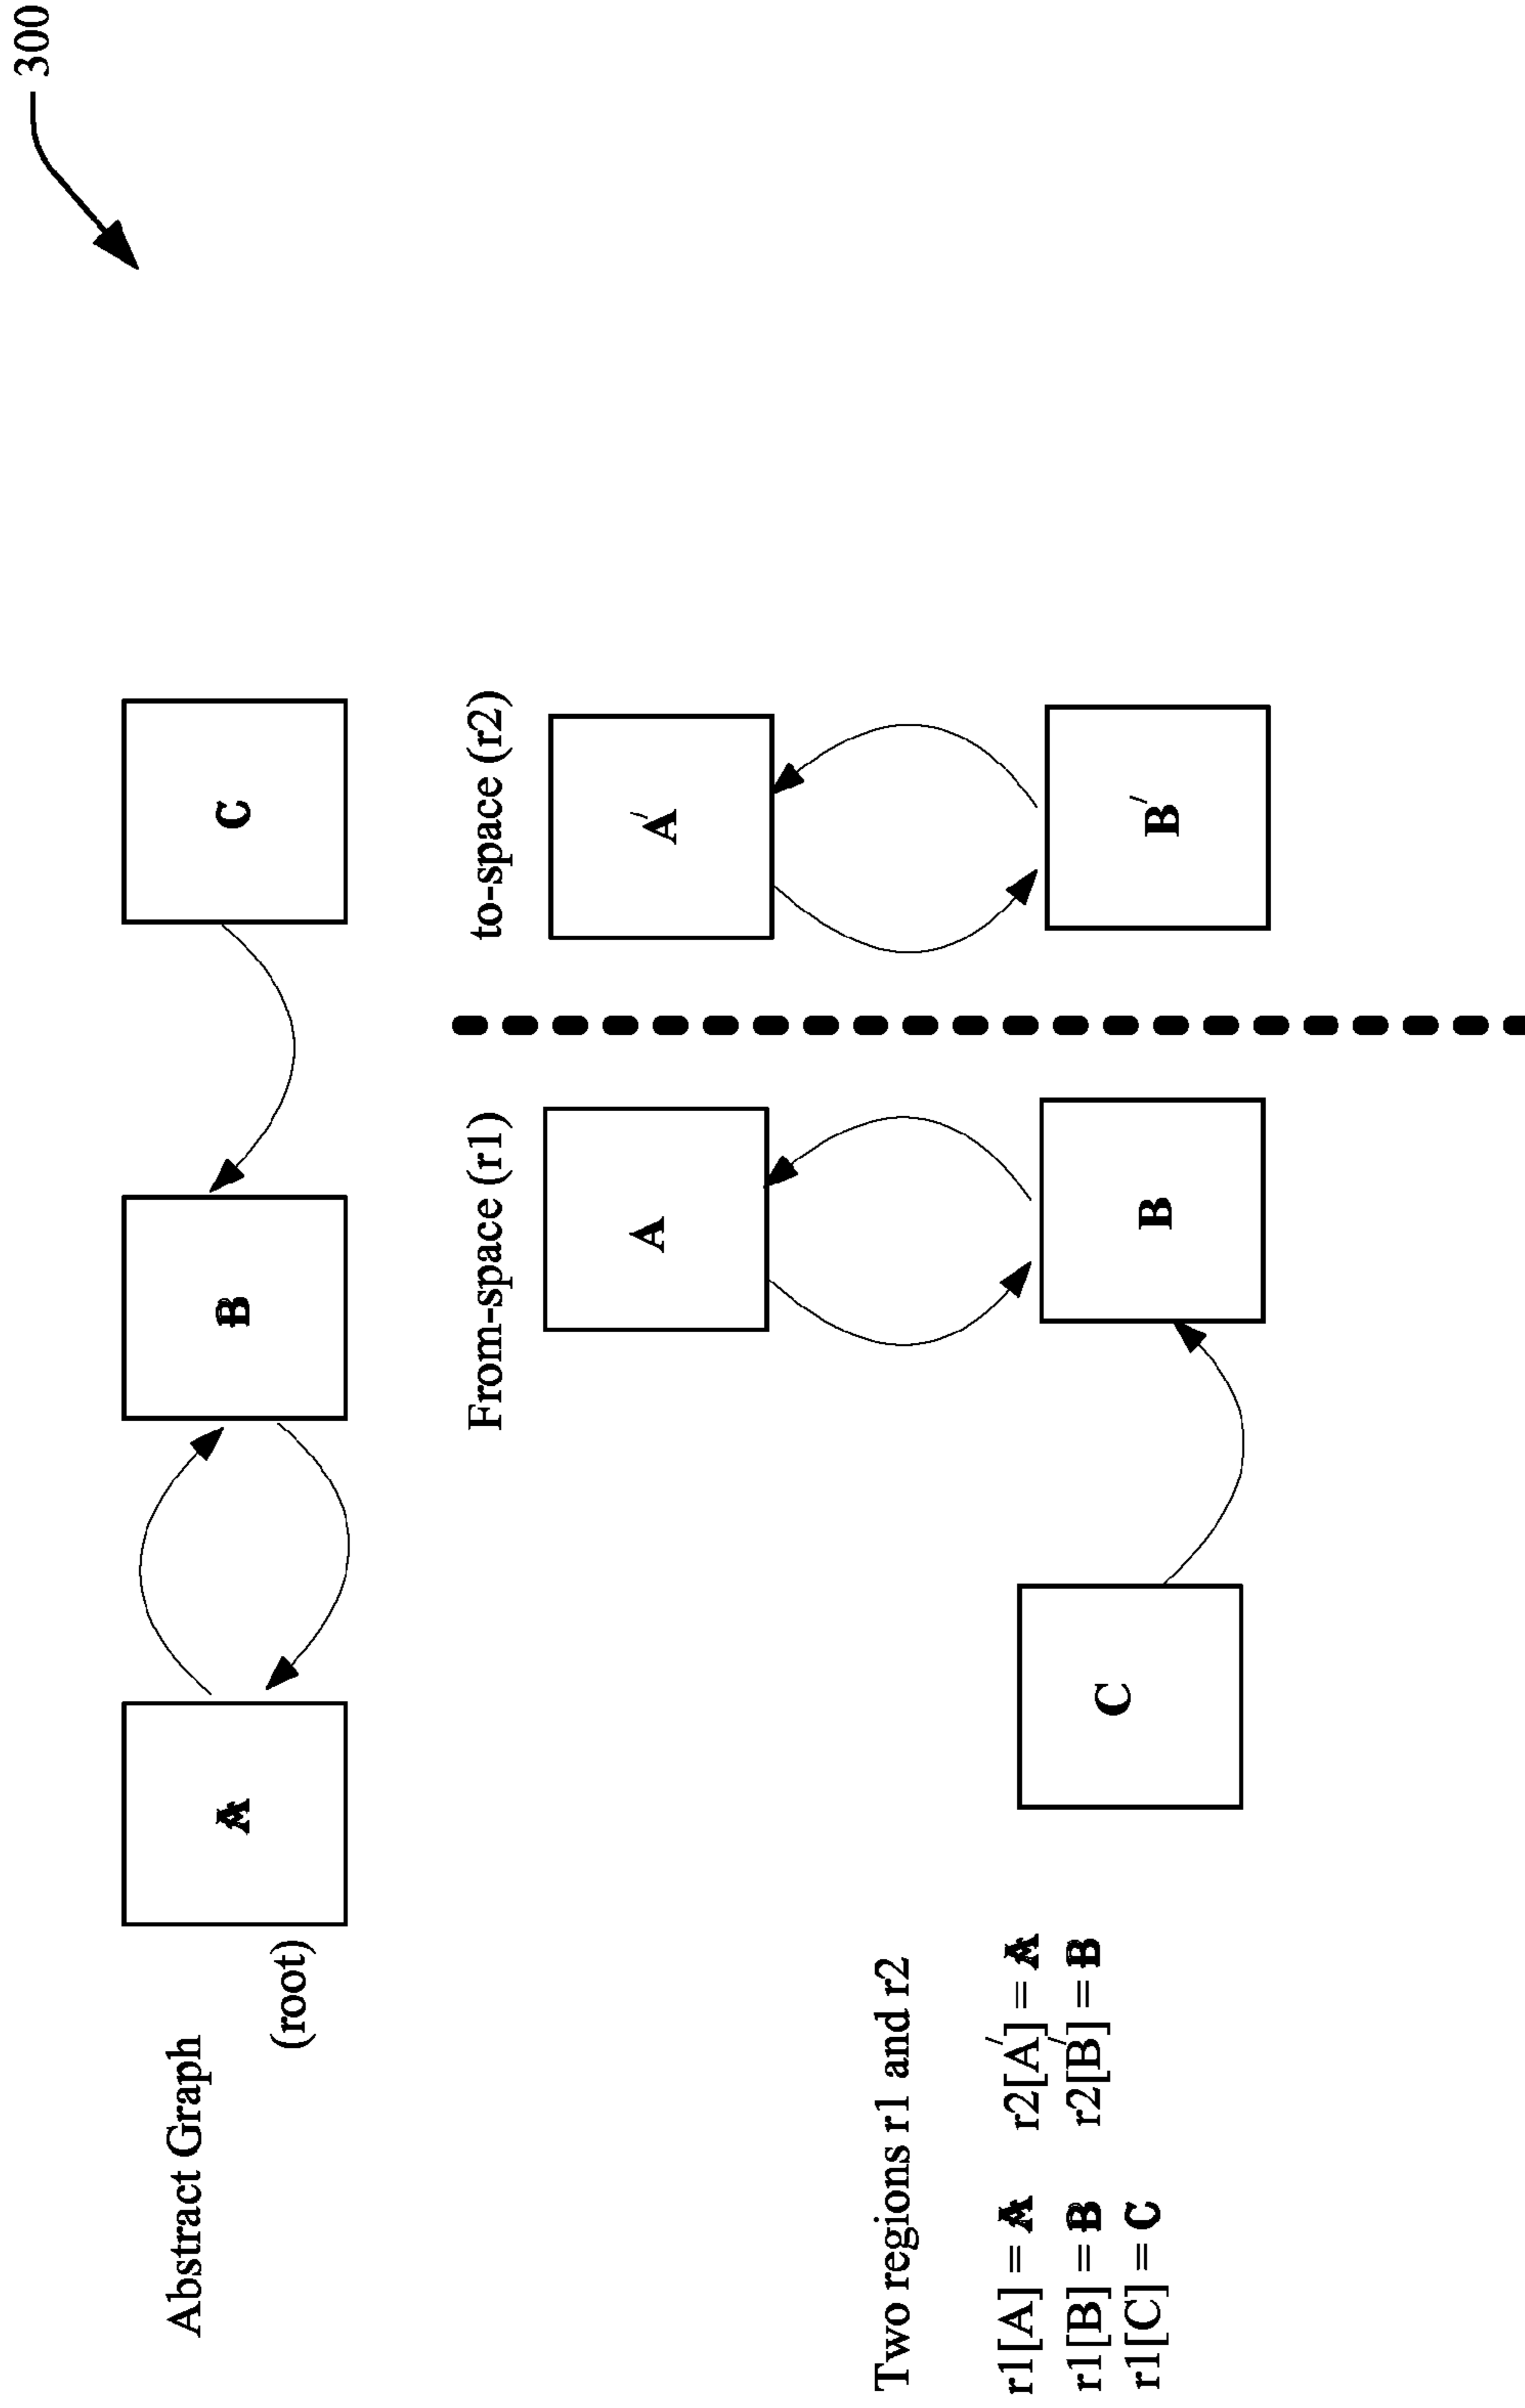 300
Abstract Graph
(root)
A
B
C
From-space (r1)
to-space (r2)
A
A′
B
B′
C
Two regions r1 and r2
r1[A] = A r2[A′] = A
r1[B] = B r2[B′] = B
r1[C] = C